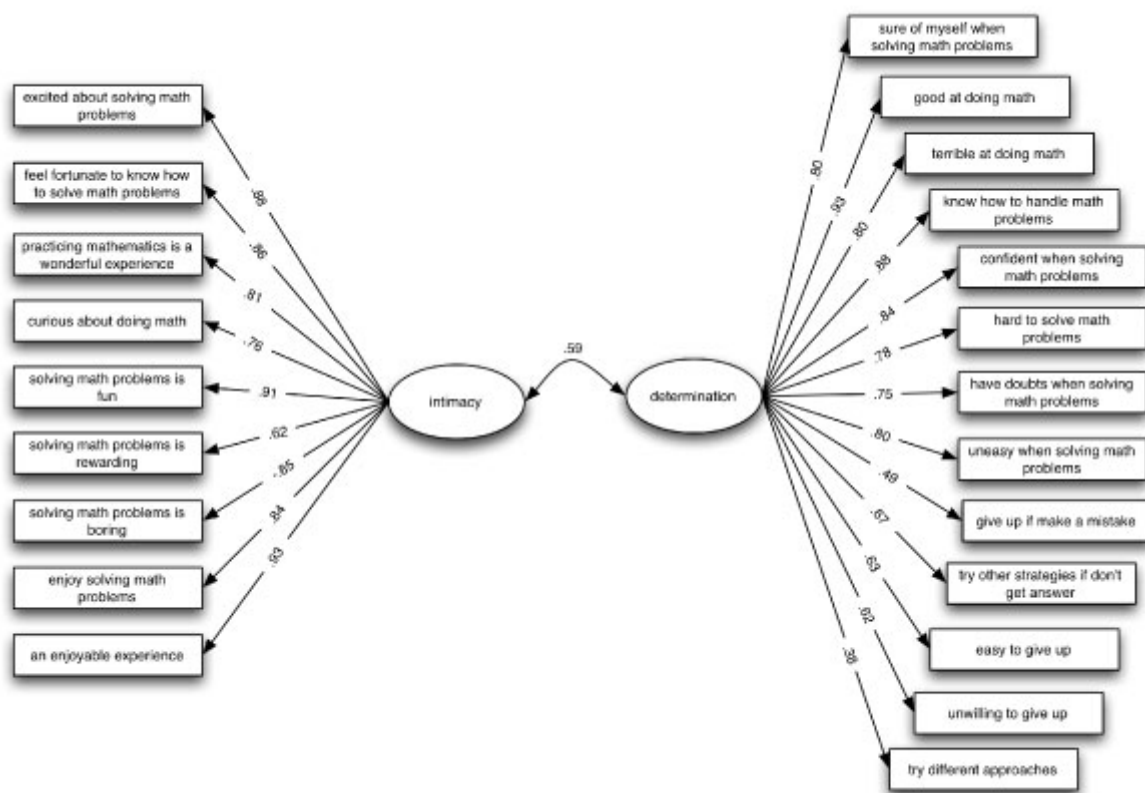 excited about solving math
problems
.88
feel fortunate to know how
to solve math problems
.86
practicing mathematics is a
wonderful experience
.81
curious about doing math
.76
solving math problems is
fun
.91
solving math problems is
rewarding
.62
solving math problems is
boring
-.85
enjoy solving math
problems
.84
an enjoyable experience
.93
intimacy
.59
determination
sure of myself when
solving math problems
.80
good at doing math
.93
terrible at doing math
.80
know how to handle math
problems
.88
confident when solving
math problems
.84
hard to solve math
problems
.78
have doubts when solving
math problems
.75
uneasy when solving math
problems
.80
give up if make a mistake
.49
try other strategies if don't
get answer
.67
easy to give up
.63
unwilling to give up
.62
try different approaches
.38